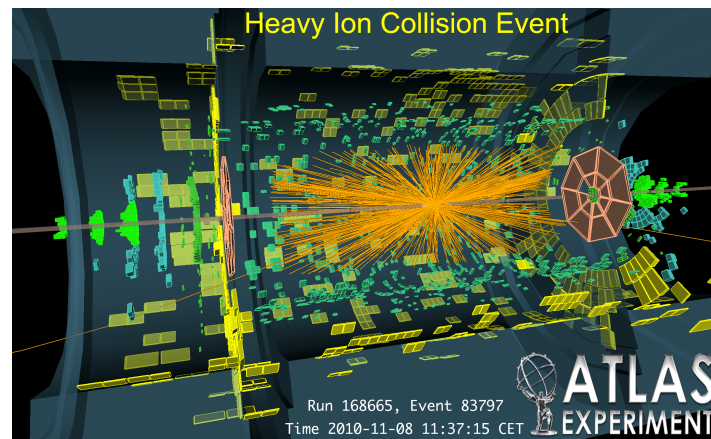 Heavy Ion Collision Event
Run 168665, Event 83797
Time 2010-11-08 11:37:15 CET
ATLAS
EXPERIMENT